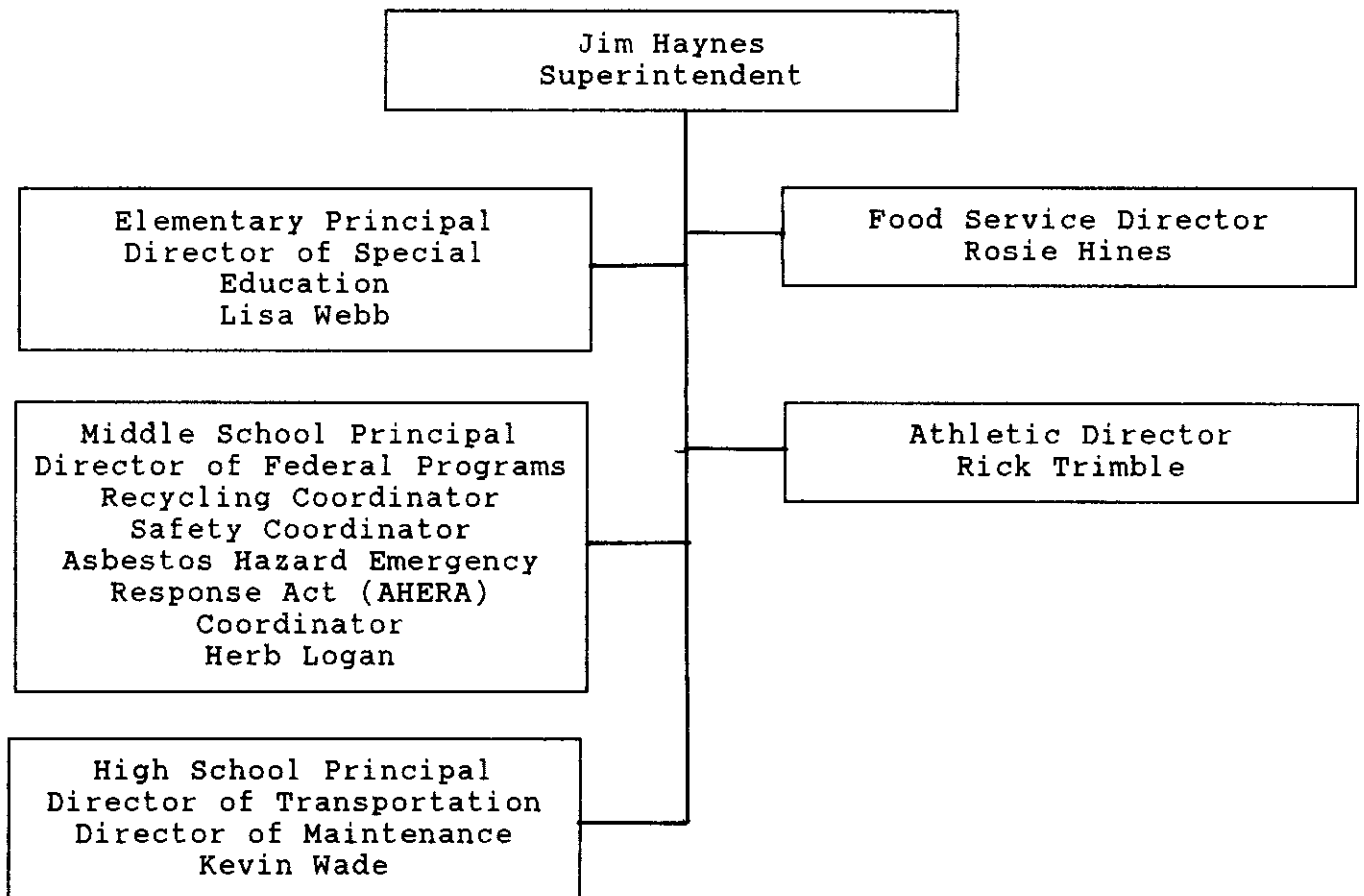 Jim Haynes
Superintendent
Elementary Principal
Director of Special
Education
Lisa Webb
Food Service Director
Rosie Hines
Middle School Principal
Director of Federal Programs
Recycling Coordinator
Safety Coordinator
Asbestos Hazard Emergency
Response Act (AHERA)
Coordinator
Herb Logan
Athletic Director
Rick Trimble
High School Principal
Director of Transportation
Director of Maintenance
Kevin Wade